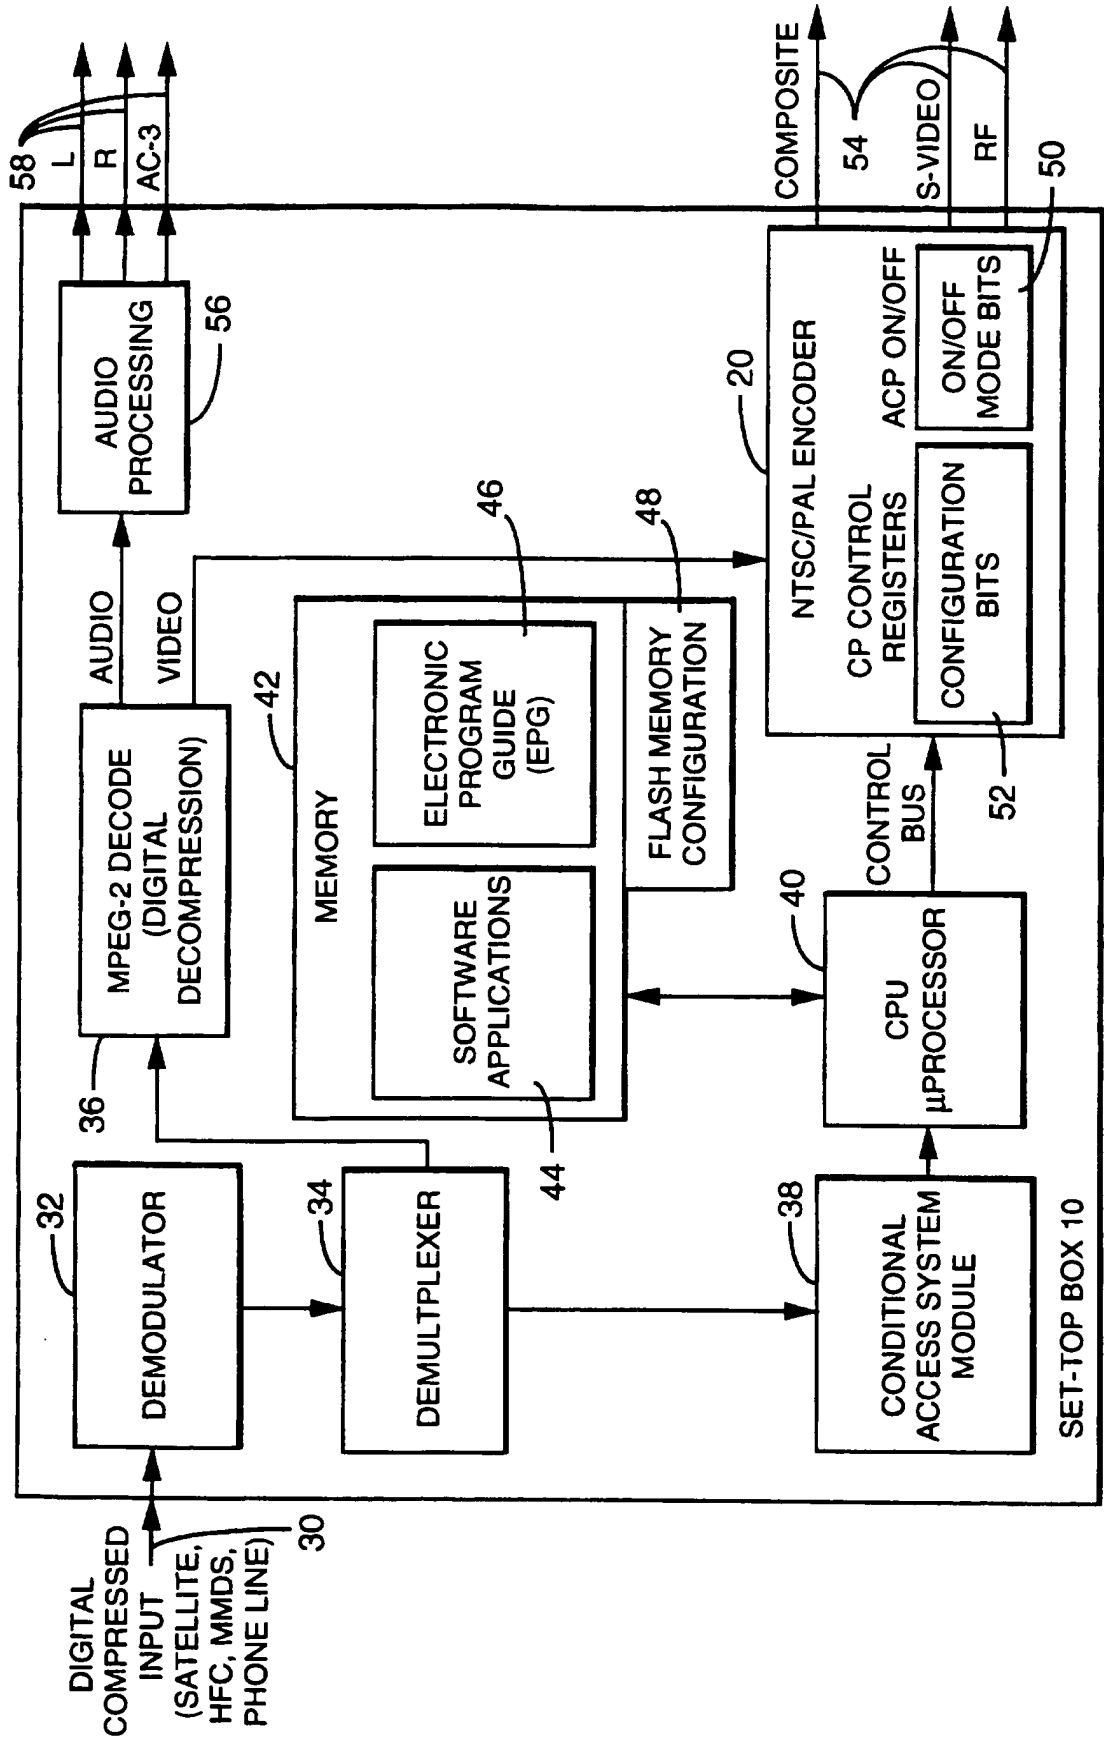 DIGITAL
COMPRESSED
INPUT
(SATELLITE,
HFC, MMDS,
PHONE LINE)
30
32
DEMODULATOR
34
DEMULTPLEXER
36
MPEG-2 DECODE
(DIGITAL
DECOMPRESSION)
AUDIO
VIDEO
AUDIO
PROCESSING
56
58
L
R
AC-3
42
MEMORY
SOFTWARE
APPLICATIONS
44
ELECTRONIC
PROGRAM
GUIDE
(EPG)
46
FLASH MEMORY
CONFIGURATION
48
38
CONDITIONAL
ACCESS SYSTEM
MODULE
40
CPU
µPROCESSOR
CONTROL
BUS
20
NTSC/PAL ENCODER
CP CONTROL
REGISTERS
ACP ON/OFF
CONFIGURATION
BITS
52
ON/OFF
MODE BITS
50
COMPOSITE
54
S-VIDEO
RF
SET-TOP BOX 10